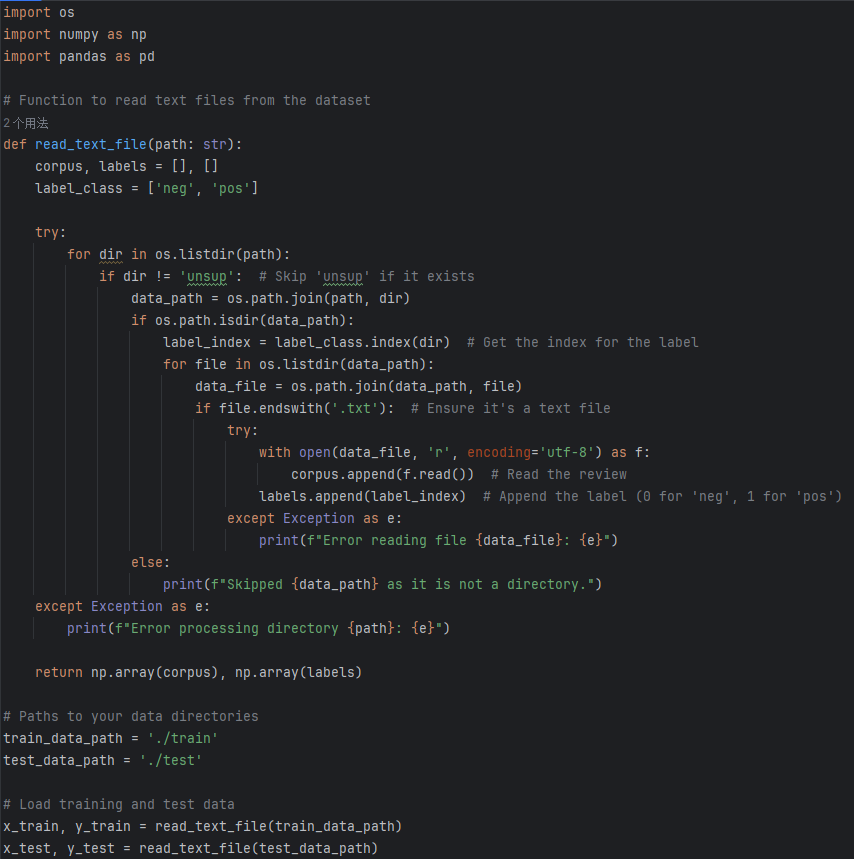 import os
import numpy as np
import pandas as pd

# Function to read text files from the dataset
2个用法
def read_text_file(path: str):
    corpus, labels = [], []
    label_class = ['neg', 'pos']

    try:
        for dir in os.listdir(path):
            if dir != 'unsup':  # Skip 'unsup' if it exists
                data_path = os.path.join(path, dir)
                if os.path.isdir(data_path):
                    label_index = label_class.index(dir)  # Get the index for the label
                    for file in os.listdir(data_path):
                        data_file = os.path.join(data_path, file)
                        if file.endswith('.txt'):  # Ensure it's a text file
                            try:
                                with open(data_file, 'r', encoding='utf-8') as f:
                                    corpus.append(f.read())  # Read the review
                                labels.append(label_index)  # Append the label (0 for 'neg', 1 for 'pos')
                            except Exception as e:
                                print(f"Error reading file {data_file}: {e}")
                else:
                    print(f"Skipped {data_path} as it is not a directory.")
    except Exception as e:
        print(f"Error processing directory {path}: {e}")

    return np.array(corpus), np.array(labels)

# Paths to your data directories
train_data_path = './train'
test_data_path = './test'

# Load training and test data
x_train, y_train = read_text_file(train_data_path)
x_test, y_test = read_text_file(test_data_path)